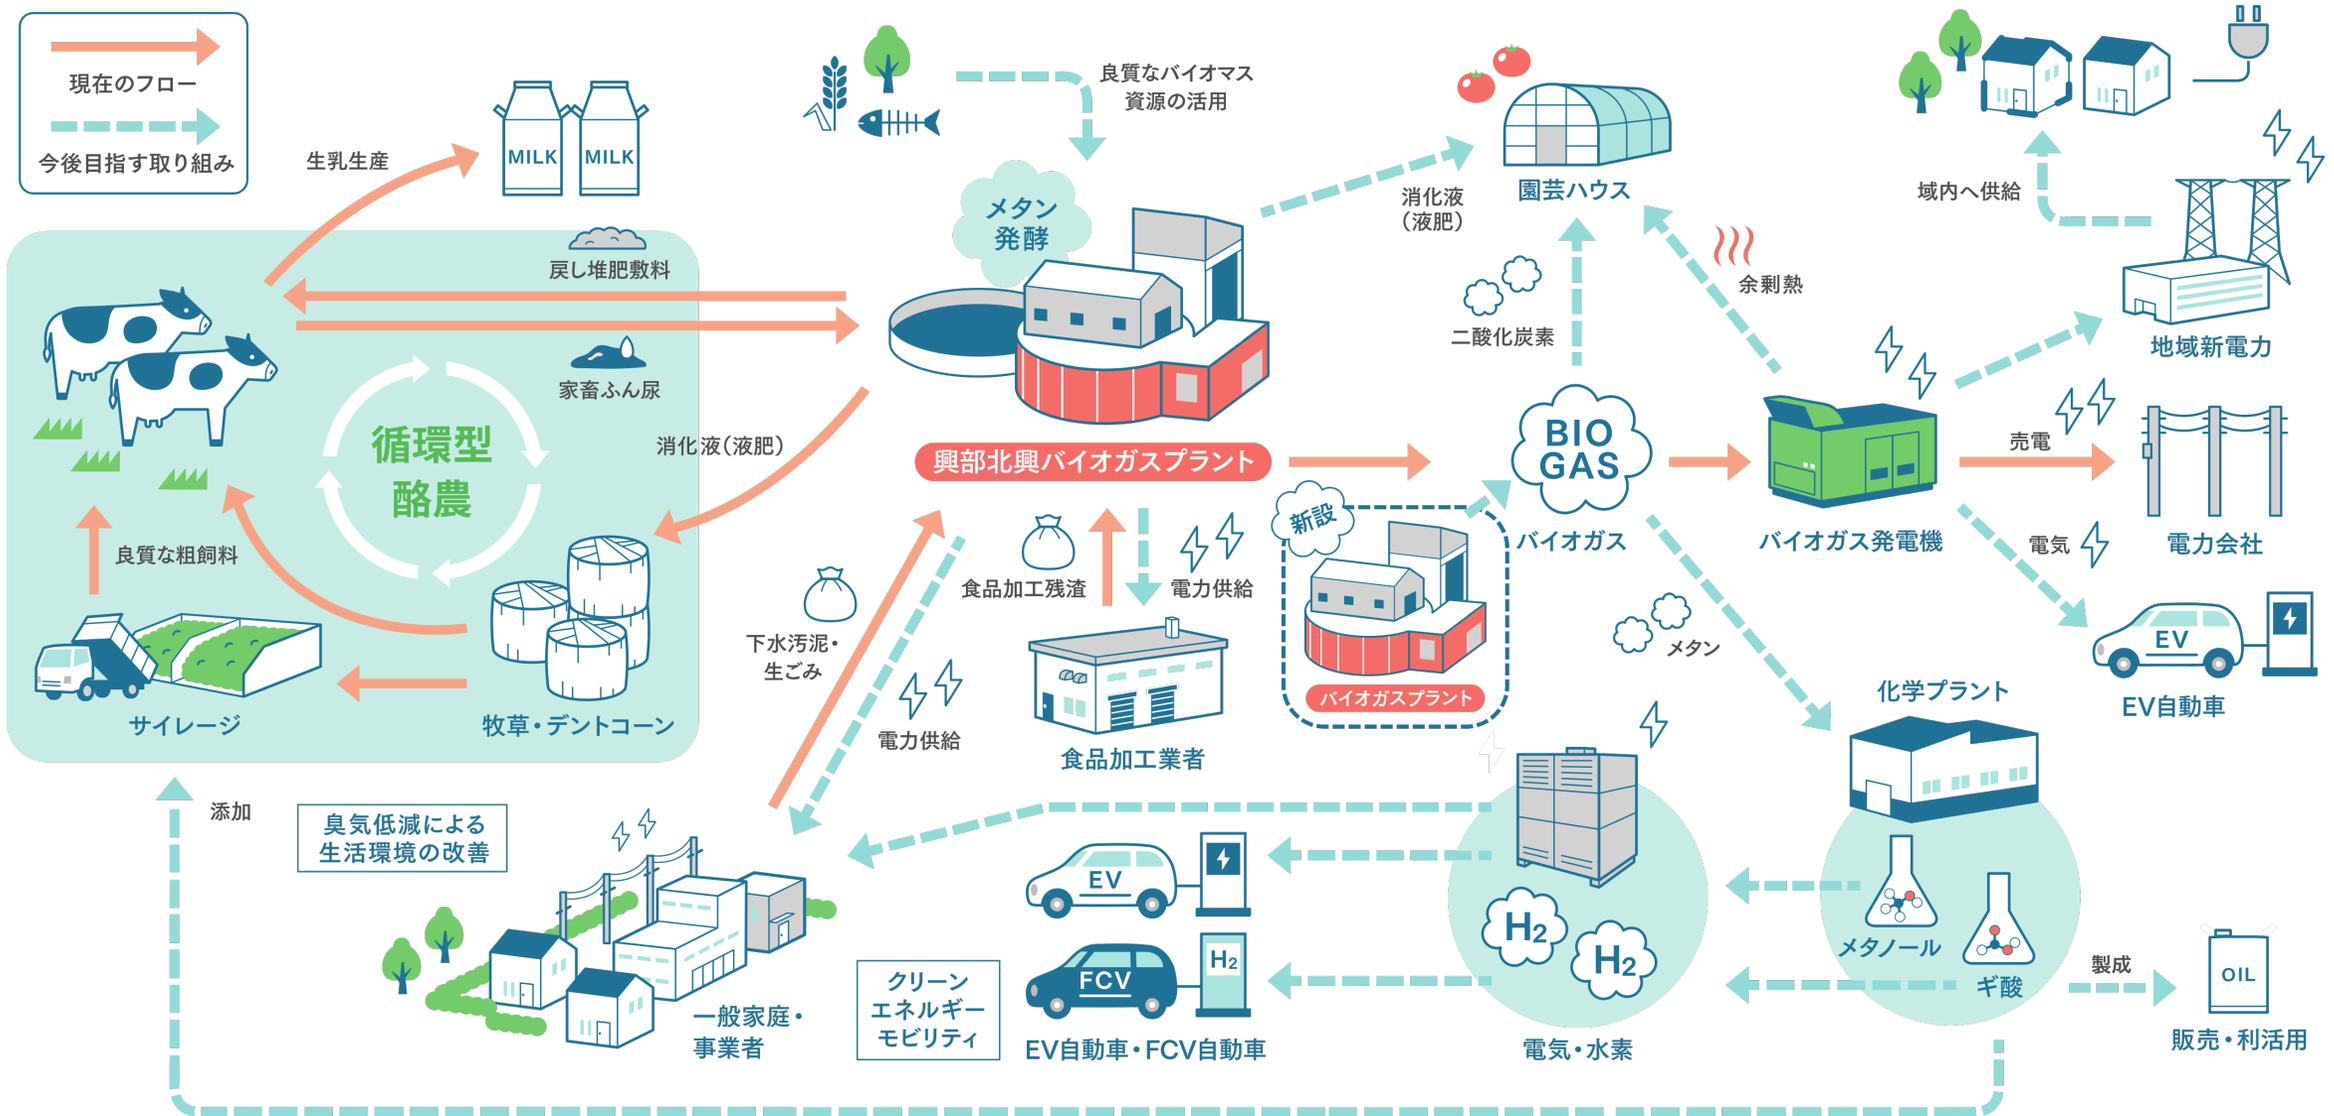 現在のフロー
今後目指す取り組み
生乳生産
MILK
MILK
戻し堆肥敷料
家畜ふん尿
循環型
酪農
消化液(液肥)
良質な粗飼料
サイレージ
牧草・デントコーン
良質なバイオマス
資源の活用
メタン
発酵
興部北興バイオガスプラント
消化液
(液肥)
園芸ハウス
二酸化炭素
余剰熱
域内へ供給
地域新電力
BIO
GAS
バイオガス
バイオガス発電機
売電
電力会社
電気
EV
EV自動車
新設
バイオガスプラント
食品加工残渣
電力供給
食品加工業者
下水汚泥・
生ごみ
電力供給
メタン
化学プラント
メタノール
ギ酸
製成
OIL
販売・利活用
H2
H2
電気・水素
EV
FCV
H2
EV自動車・FCV自動車
クリーン
エネルギー
モビリティ
一般家庭・
事業者
臭気低減による
生活環境の改善
添加